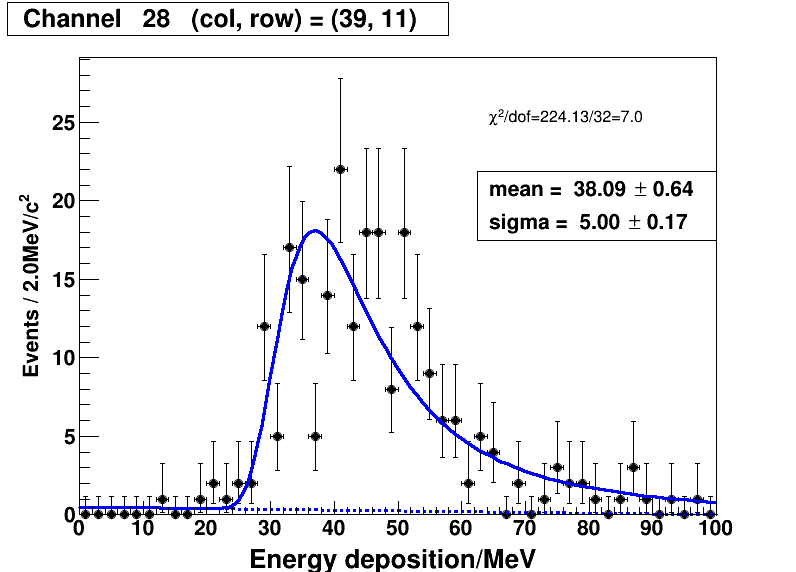 Channel 28 (col, row) = (39, 11)
χ²/dof=224.13/32=7.0
mean = 38.09 ± 0.64
sigma = 5.00 ± 0.17
Events / 2.0MeV/c²
25
20
15
10
5
0
0 10 20 30 40 50 60 70 80 90 100
Energy deposition/MeV